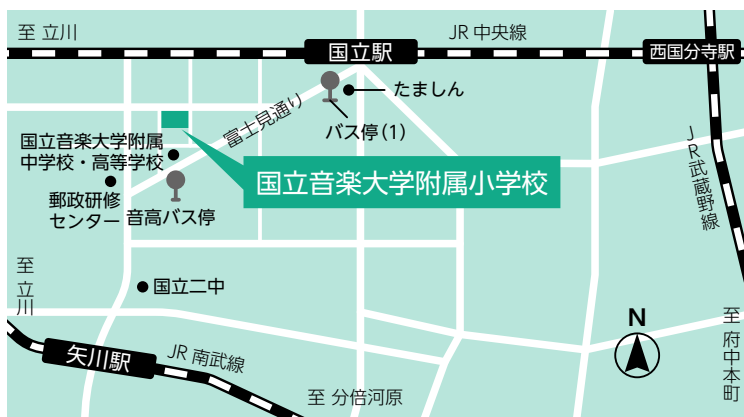 至 立川
JR 中央線
国立駅
西国分寺駅
たましん
バス停(1)
富士見通り
国立音楽大学附属
中学校・高等学校
国立音楽大学附属小学校
郵政研修
センター
音高バス停
JR武蔵野線
至 立川
国立二中
N
矢川駅
JR 南武線
至 府中本町
至 分倍河原